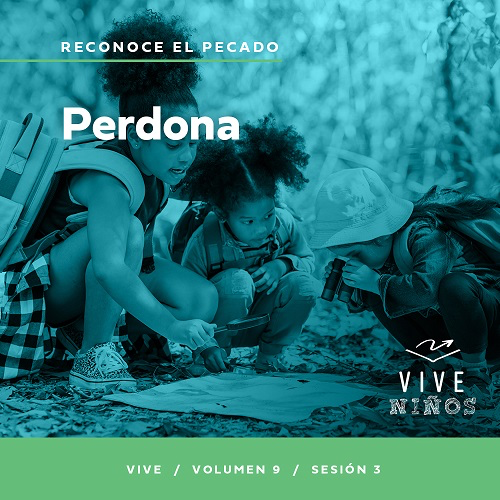 RECONOCE EL PECADO
Perdona
VIVE
NIÑOS
VIVE / VOLUMEN 9 / SESIÓN 3